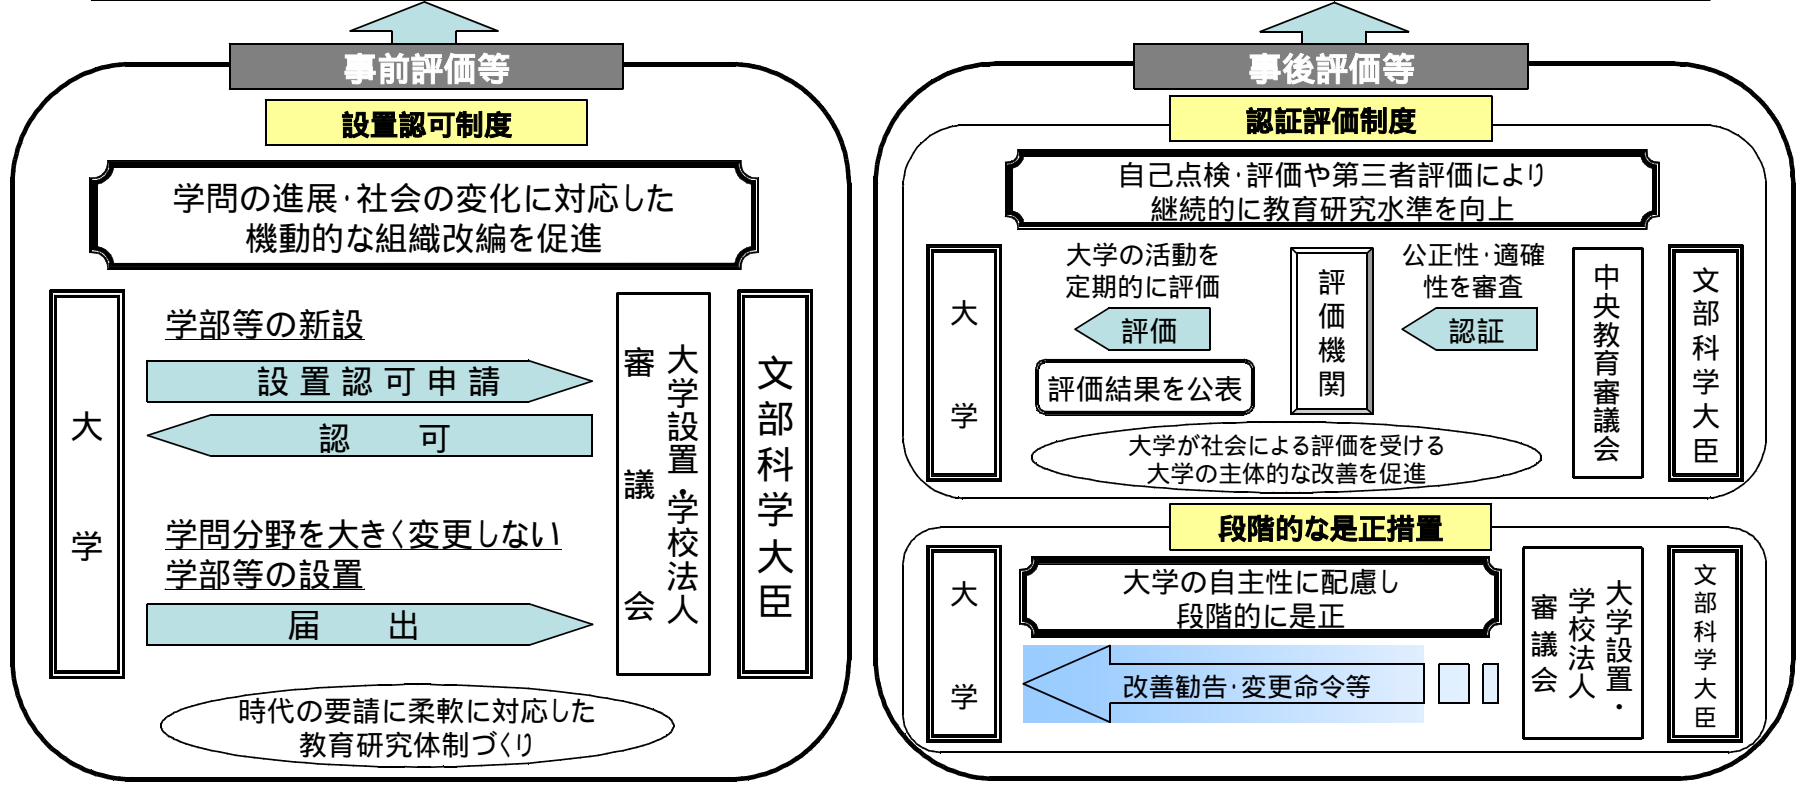 事前評価等
設置認可制度
学問の進展・社会の変化に対応した
機動的な組織改編を促進
大学
学部等の新設
設置認可申請
認可
学問分野を大きく変更しない
学部等の設置
届出
大学設置・学校法人
審議会
文部科学大臣
時代の要請に柔軟に対応した
教育研究体制づくり
事後評価等
認証評価制度
自己点検・評価や第三者評価により
継続的に教育研究水準を向上
大学
大学の活動を
定期的に評価
評価
評価結果を公表
評価機関
公正性・適確
性を審査
認証
中央教育審議会
文部科学大臣
大学が社会による評価を受ける
大学の主体的な改善を促進
段階的な是正措置
大学
大学の自主性に配慮し
段階的に是正
改善勧告・変更命令等
大学設置・
学校法人
審議会
文部科学大臣